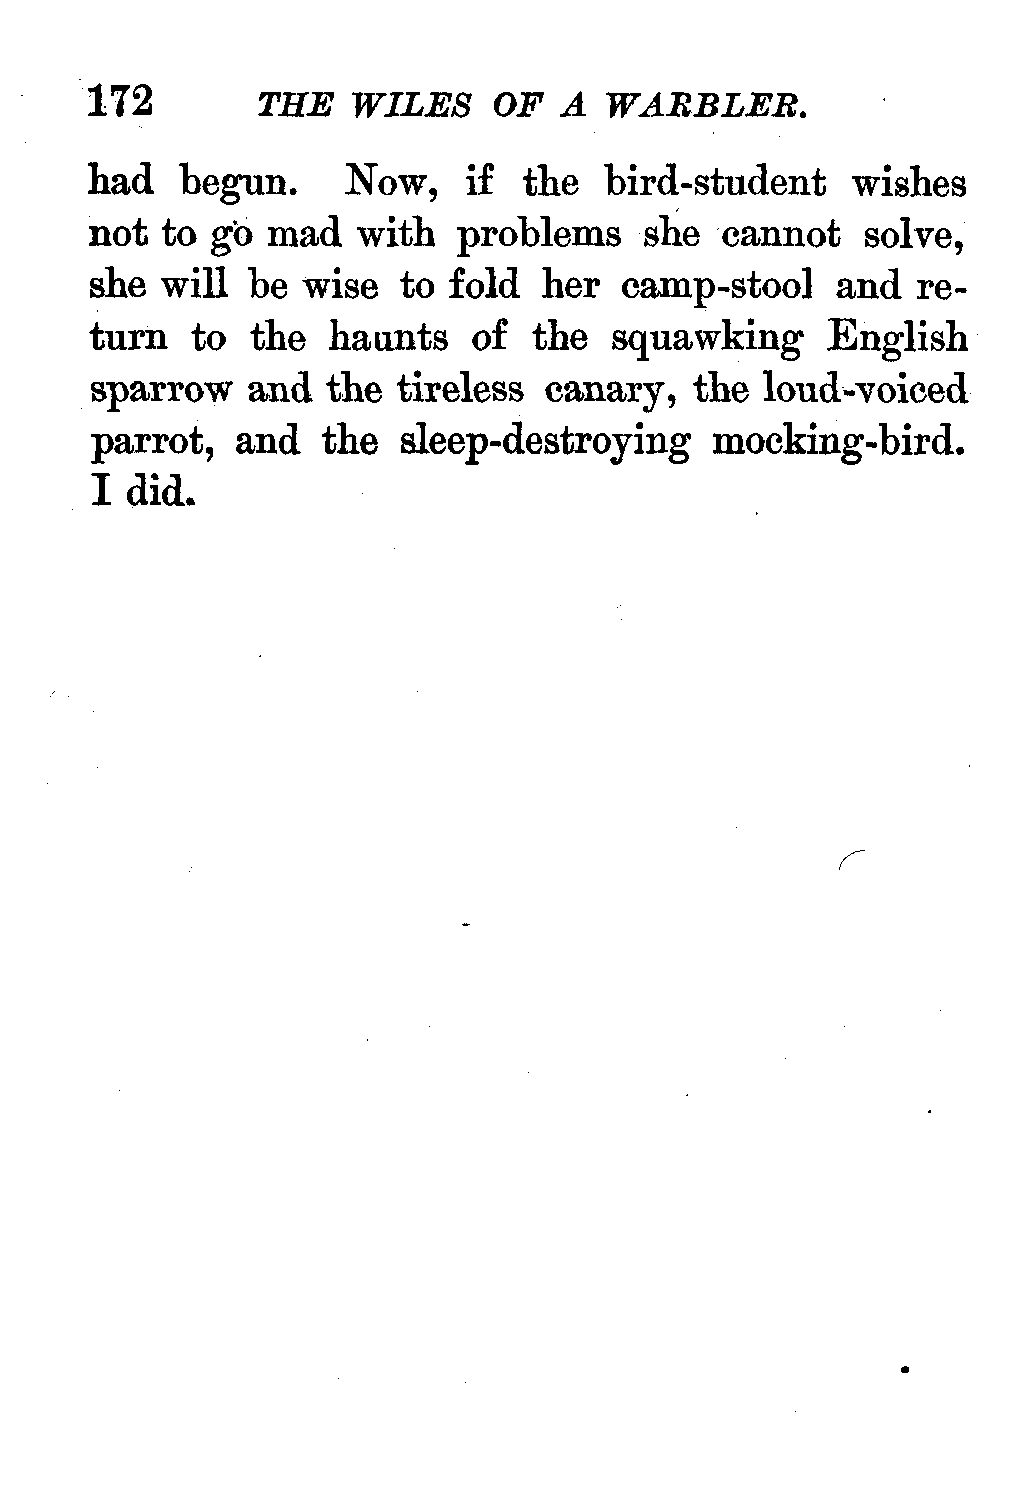 172 THE WILES OF A WARBLER.
had begun. Now, if the bird-student wishes
not to go mad with problems she cannot solve,
she will be wise to fold her camp-stool and re-
turn to the haunts of the squawking English
sparrow and the tireless canary, the loud-voiced
parrot, and the sleep-destroying mocking-bird.
I did.